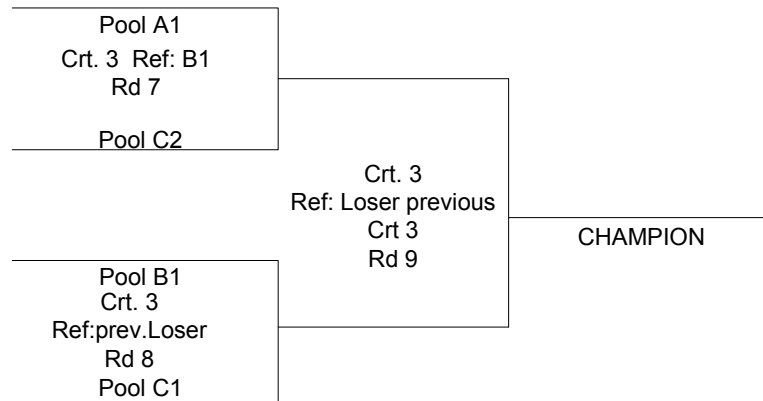 Pool A1
Crt. 3  Ref: B1
Rd 7
Pool C2
Crt. 3
Ref: Loser previous
Crt 3
Rd 9
CHAMPION
Pool B1
Crt. 3
Ref:prev.Loser
Rd 8
Pool C1